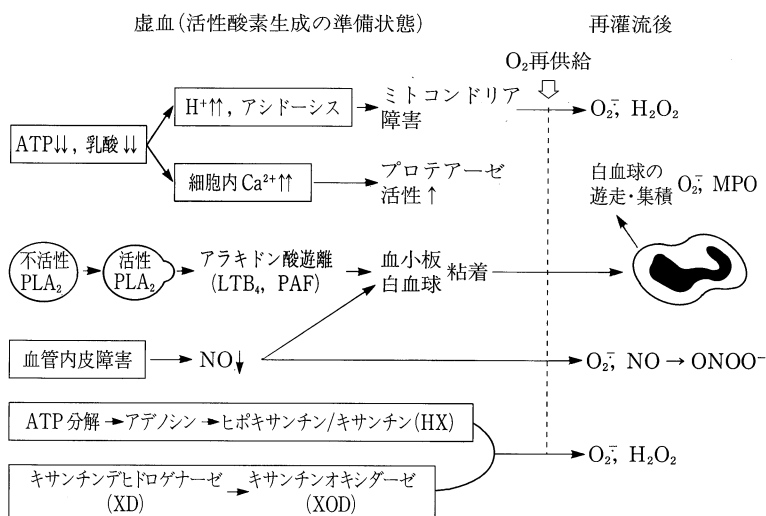 虚血(活性酸素生成の準備状態)
再灌流後
O₂再供給
H⁺↑↑, アシドーシス
ミトコンドリア
障害
O₂⁻, H₂O₂
ATP↓↓, 乳酸↓↓
細胞内Ca²⁺↑↑
プロテアーゼ
活性↑
白血球の
遊走・集積
O₂⁻, MPO
不活性
PLA₂
活性
PLA₂
アラキドン酸遊離
(LTB₄, PAF)
血小板
白血球
粘着
血管内皮障害
NO↓
O₂⁻, NO → ONOO⁻
ATP分解→アデノシン→ヒポキサンチン/キサンチン(HX)
O₂⁻, H₂O₂
キサンチンデヒドロゲナーゼ
(XD)
キサンチンオキシダーゼ
(XOD)